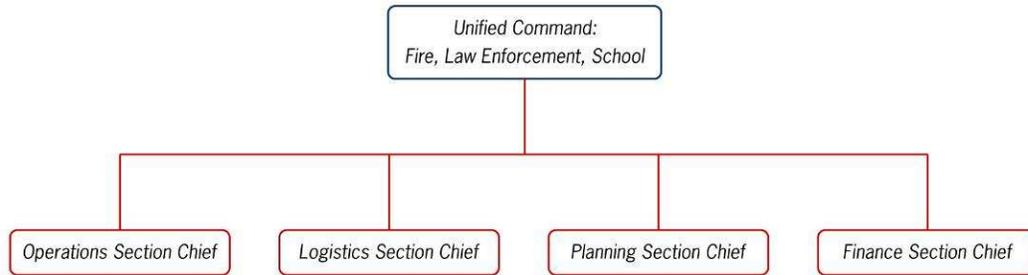 Unified Command:
Fire, Law Enforcement, School
Operations Section Chief
Logistics Section Chief
Planning Section Chief
Finance Section Chief